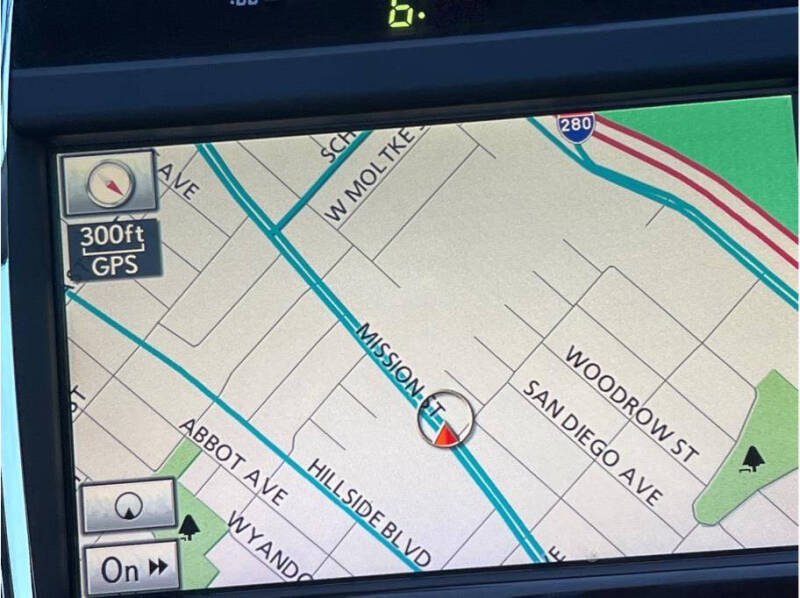 6.
280
SCH
W MOLTKE S
AVE
300ft
GPS
MISSION ST
WOODROW ST
SAN DIEGO AVE
ST
ABBOT AVE
HILLSIDE BLVD
WYANDO
E
On